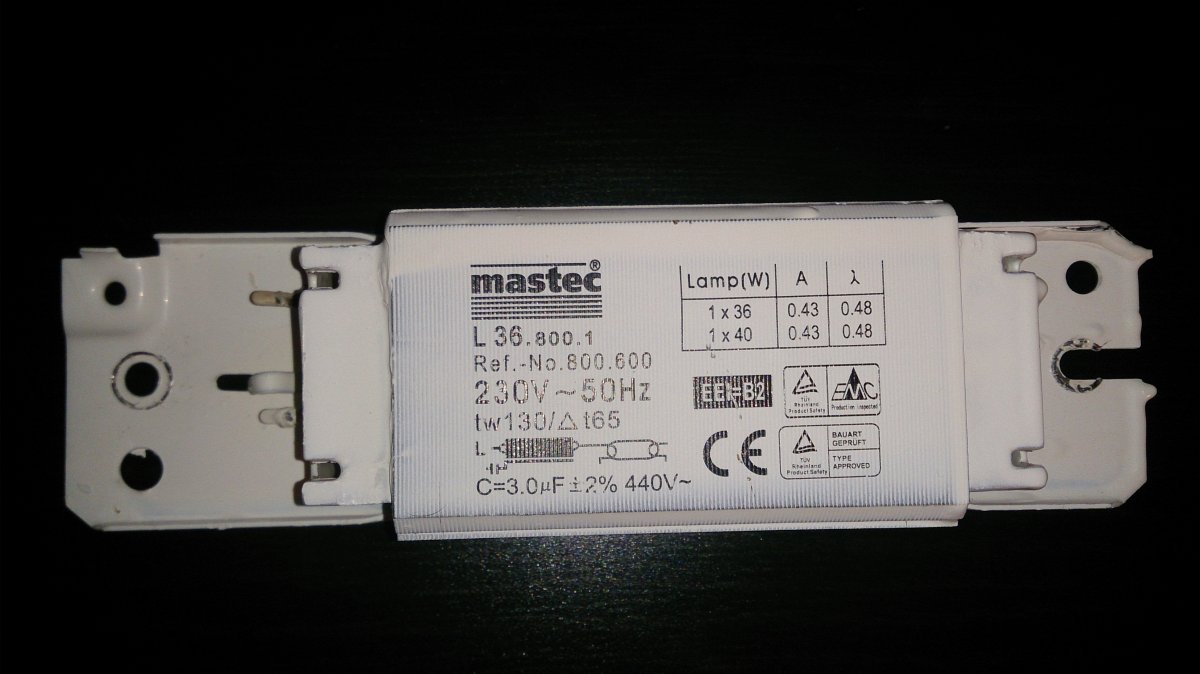 mastec®
L 36.800.1
Ref.-No.800.600
230V~50Hz
tw130/△t65
L
C=3.0µF±2% 440V~
Lamp(W) A λ
1 x 36 0.43 0.48
1 x 40 0.43 0.48
EE=B2
TÜV
Rheinland
Product Safety
EMC
Production inspected
CE
TÜV
Rheinland
Product Safety
BAUART
GEPRÜFT
TYPE
APPROVED